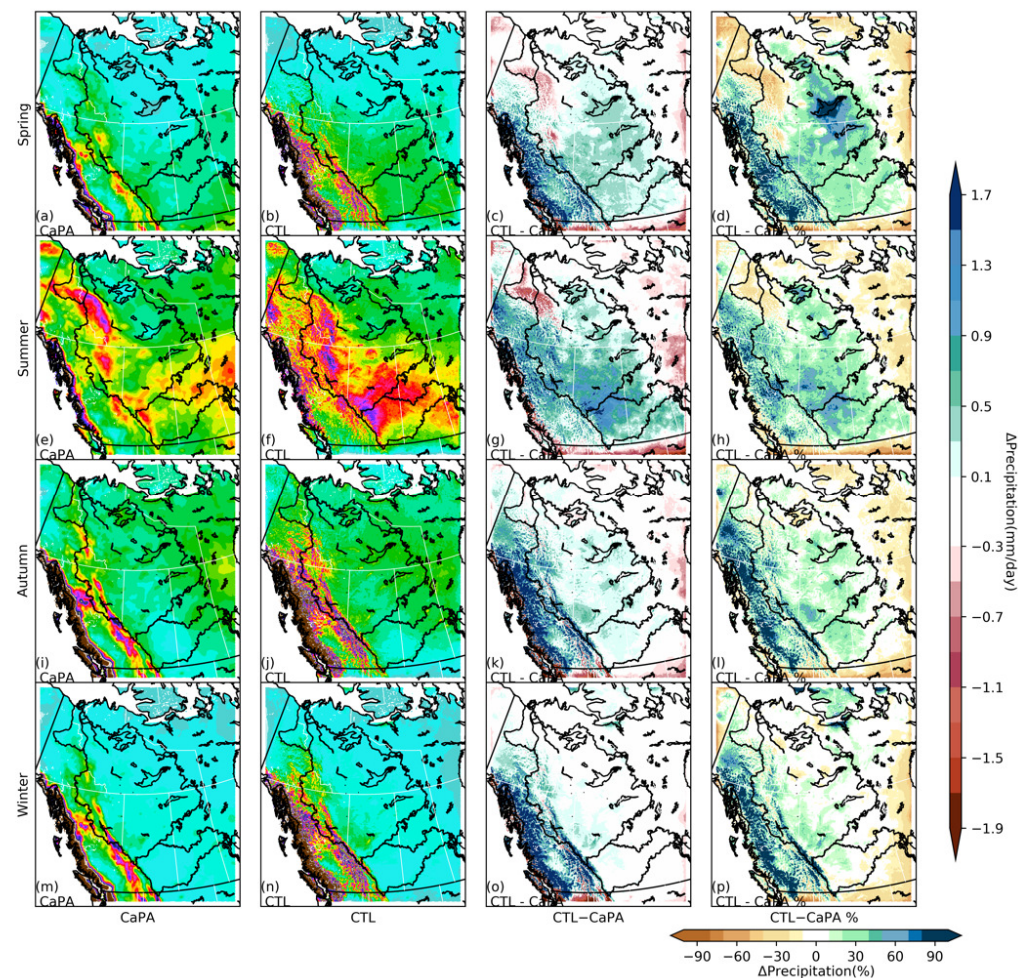 Spring
(a)
CaPA
(b)
CTL
(c)
CTL - CaPA
(d)
CTL - CaPA %
Summer
(e)
CaPA
(f)
CTL
(g)
CTL - CaPA
(h)
CTL - CaPA %
Autumn
(i)
CaPA
(j)
CTL
(k)
CTL - CaPA
(l)
CTL - CaPA %
Winter
(m)
CaPA
(n)
CTL
(o)
CTL - CaPA
(p)
CTL - CaPA %
CaPA
CTL
CTL−CaPA
CTL−CaPA %
1.7
1.3
0.9
0.5
0.1
−0.3
−0.7
−1.1
−1.5
−1.9
ΔPrecipitation(mm/day)
−90 −60 −30 0 30 60 90
ΔPrecipitation(%)